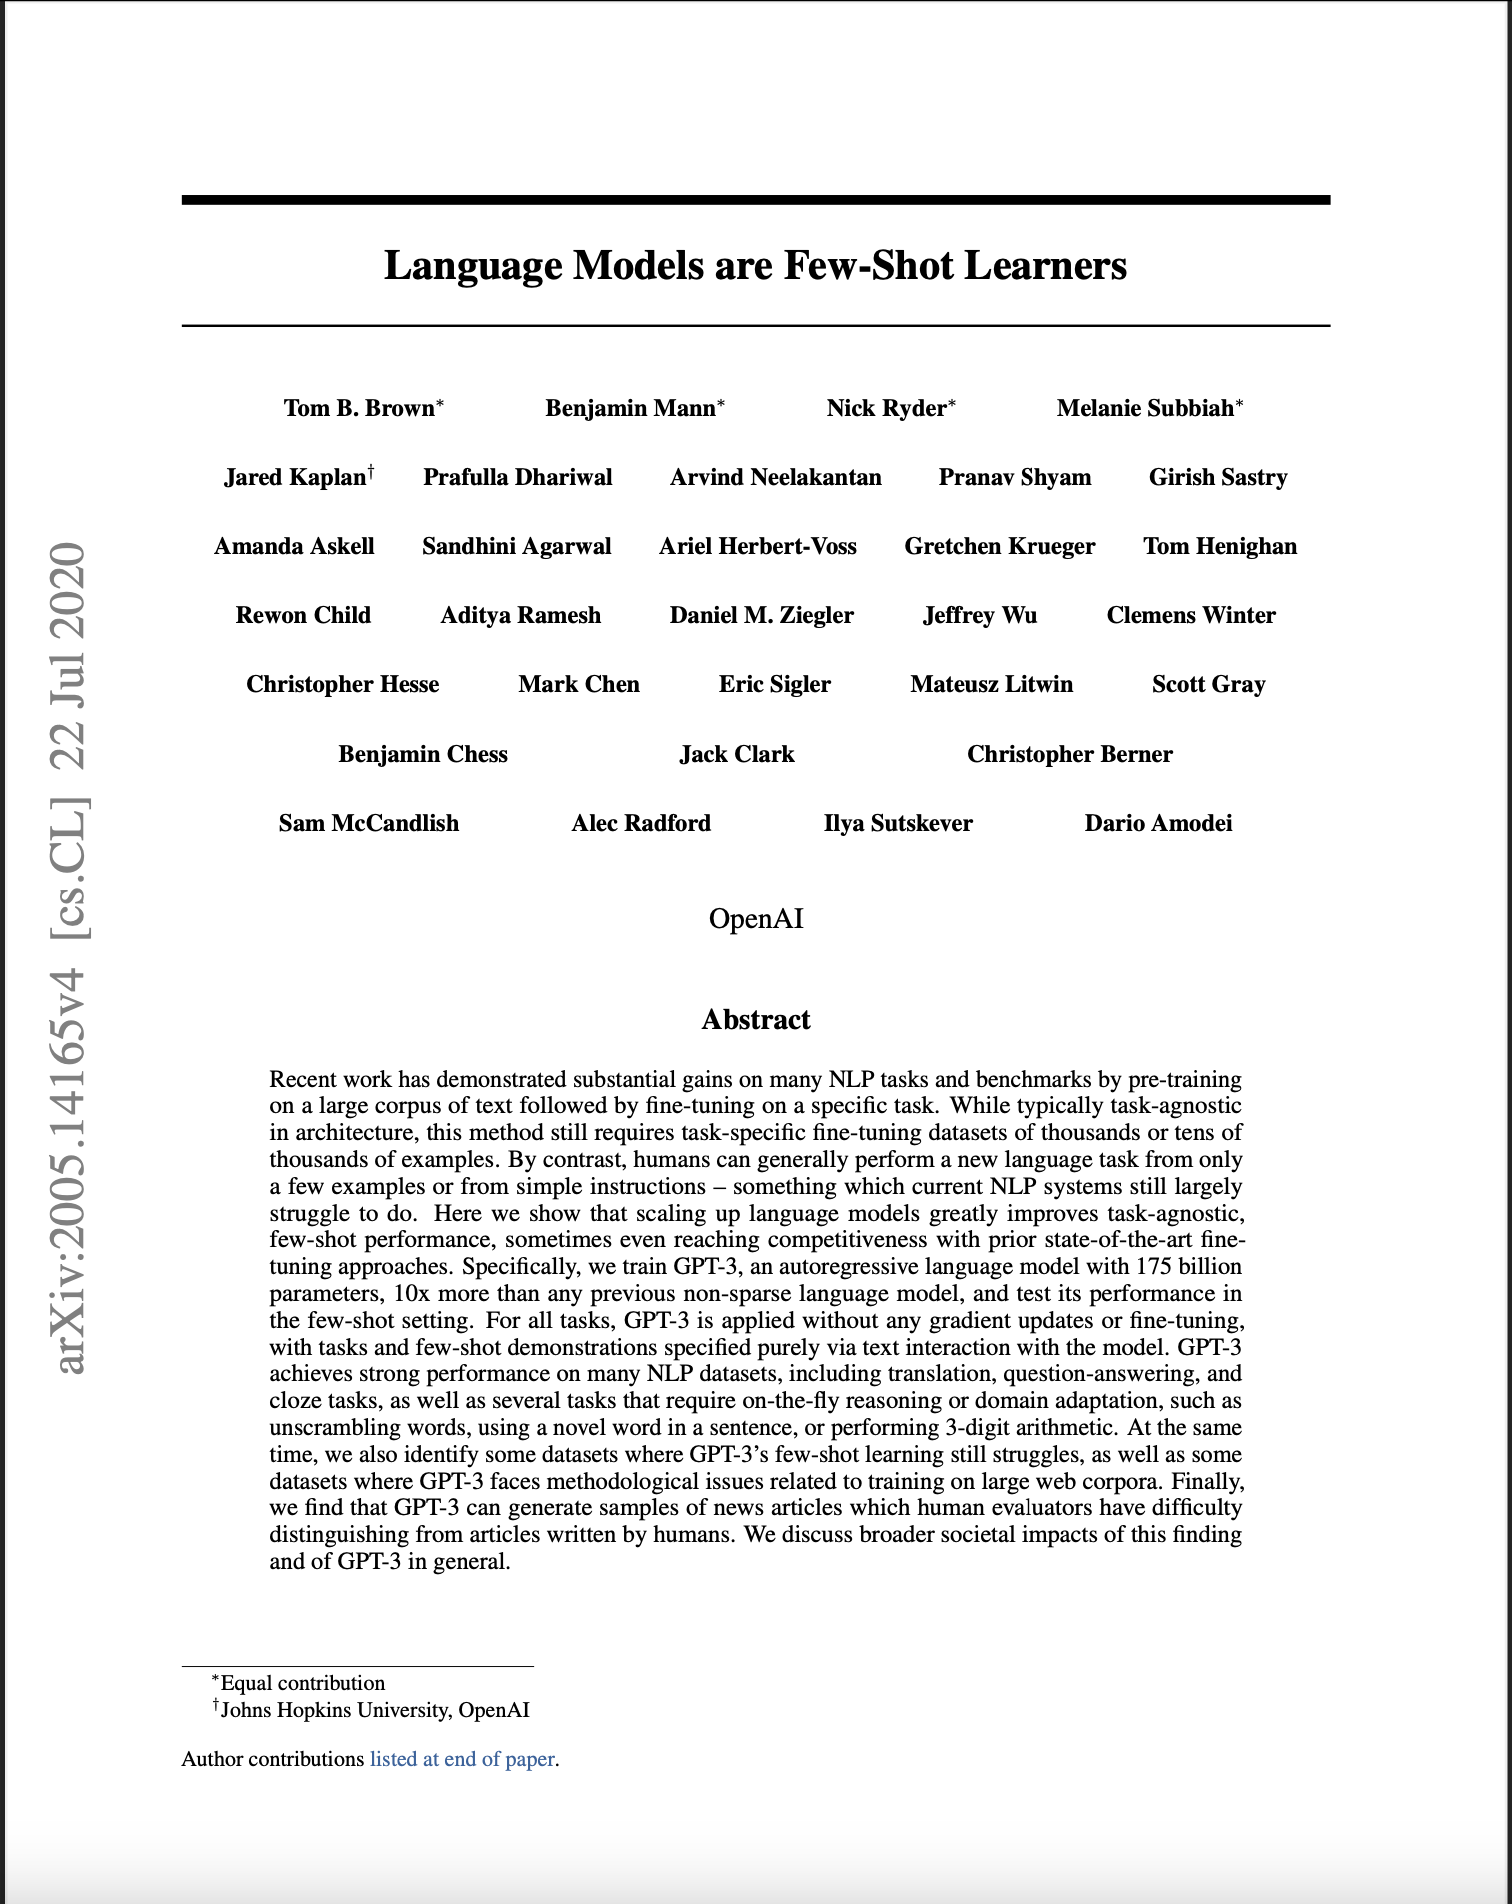 Language Models are Few-Shot Learners
Tom B. Brown* Benjamin Mann* Nick Ryder* Melanie Subbiah*
Jared Kaplan† Prafulla Dhariwal Arvind Neelakantan Pranav Shyam Girish Sastry
Amanda Askell Sandhini Agarwal Ariel Herbert-Voss Gretchen Krueger Tom Henighan
Rewon Child Aditya Ramesh Daniel M. Ziegler Jeffrey Wu Clemens Winter
Christopher Hesse Mark Chen Eric Sigler Mateusz Litwin Scott Gray
Benjamin Chess Jack Clark Christopher Berner
Sam McCandlish Alec Radford Ilya Sutskever Dario Amodei
OpenAI
Abstract
Recent work has demonstrated substantial gains on many NLP tasks and benchmarks by pre-training
on a large corpus of text followed by fine-tuning on a specific task. While typically task-agnostic
in architecture, this method still requires task-specific fine-tuning datasets of thousands or tens of
thousands of examples. By contrast, humans can generally perform a new language task from only
a few examples or from simple instructions – something which current NLP systems still largely
struggle to do. Here we show that scaling up language models greatly improves task-agnostic,
few-shot performance, sometimes even reaching competitiveness with prior state-of-the-art fine-
tuning approaches. Specifically, we train GPT-3, an autoregressive language model with 175 billion
parameters, 10x more than any previous non-sparse language model, and test its performance in
the few-shot setting. For all tasks, GPT-3 is applied without any gradient updates or fine-tuning,
with tasks and few-shot demonstrations specified purely via text interaction with the model. GPT-3
achieves strong performance on many NLP datasets, including translation, question-answering, and
cloze tasks, as well as several tasks that require on-the-fly reasoning or domain adaptation, such as
unscrambling words, using a novel word in a sentence, or performing 3-digit arithmetic. At the same
time, we also identify some datasets where GPT-3’s few-shot learning still struggles, as well as some
datasets where GPT-3 faces methodological issues related to training on large web corpora. Finally,
we find that GPT-3 can generate samples of news articles which human evaluators have difficulty
distinguishing from articles written by humans. We discuss broader societal impacts of this finding
and of GPT-3 in general.
*Equal contribution
†Johns Hopkins University, OpenAI
Author contributions listed at end of paper.
arXiv:2005.14165v4 [cs.CL] 22 Jul 2020